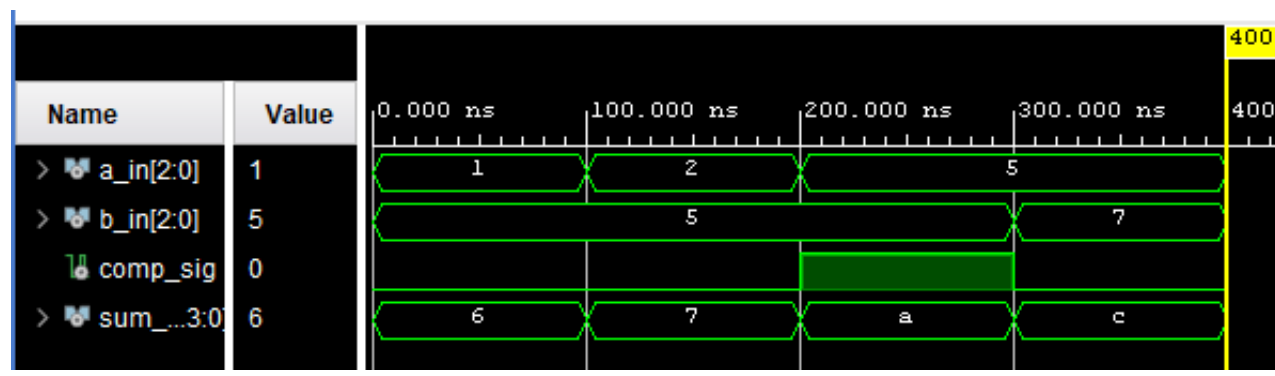 400
Name Value 0.000 ns 100.000 ns 200.000 ns 300.000 ns 400
> a_in[2:0] 1 1 2 5
> b_in[2:0] 5 5 7
comp_sig 0
> sum_...3:0] 6 6 7 a c